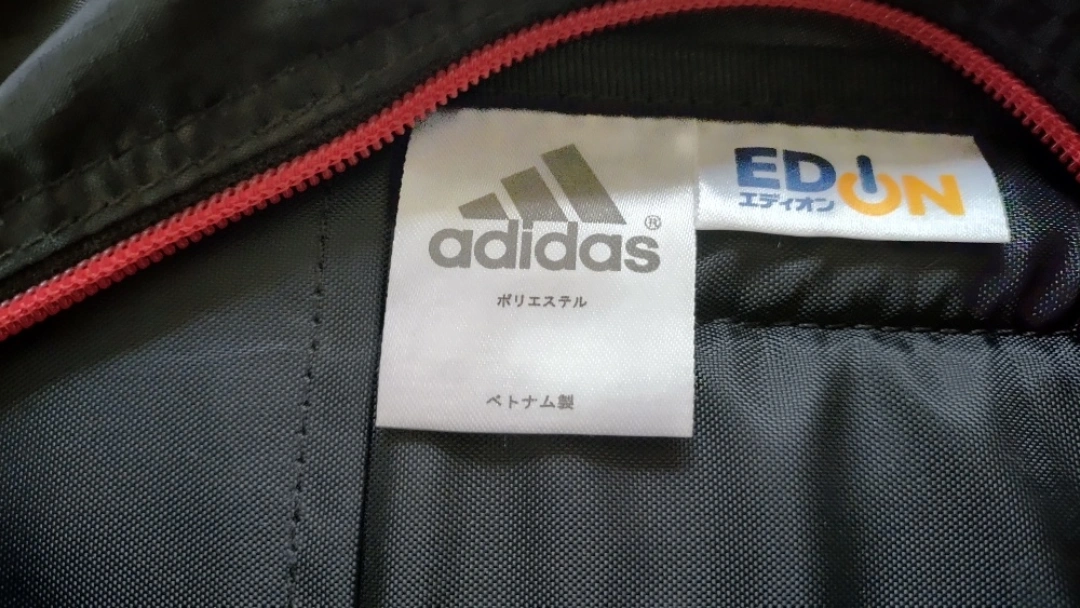 adidas®
ポリエステル
ベトナム製
EDION
エディオン